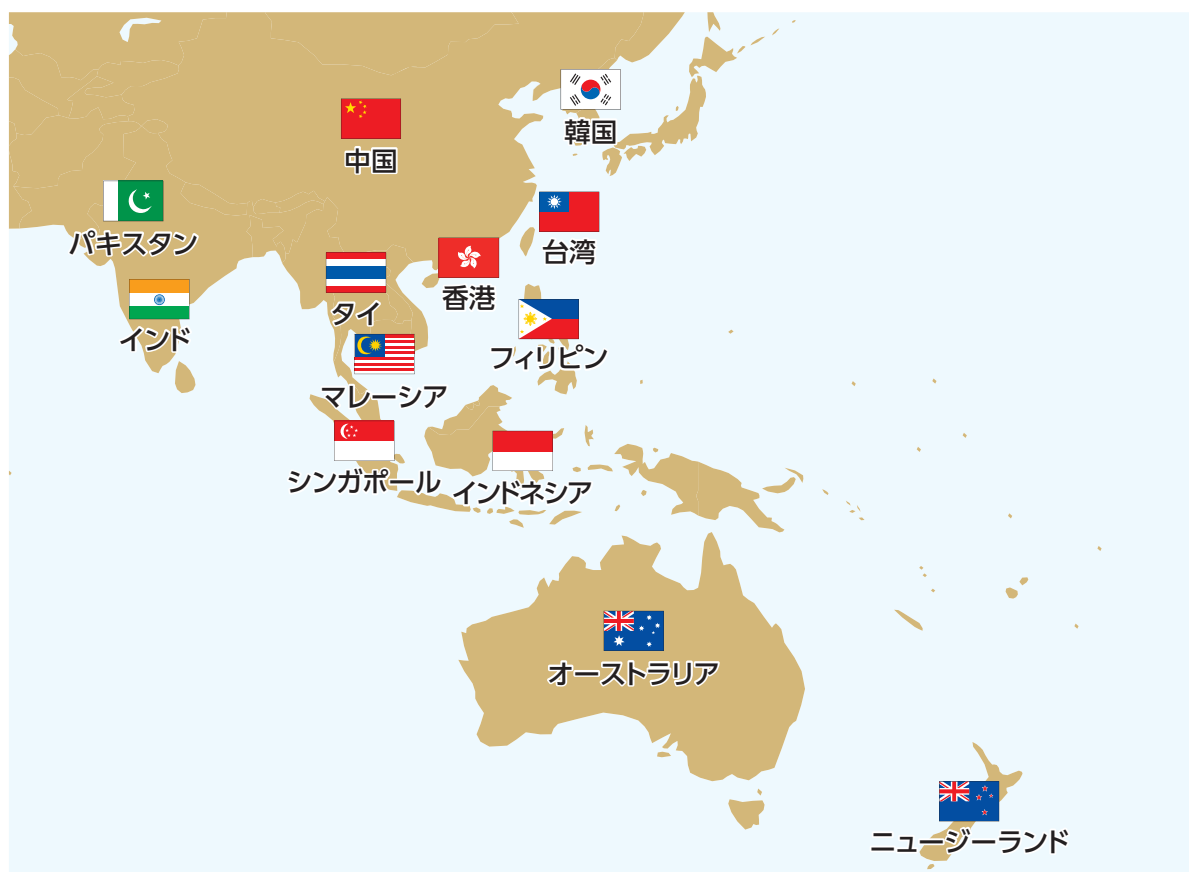 韓国
中国
台湾
パキスタン
香港
タイ
インド
フィリピン
マレーシア
シンガポール
インドネシア
オーストラリア
ニュージーランド